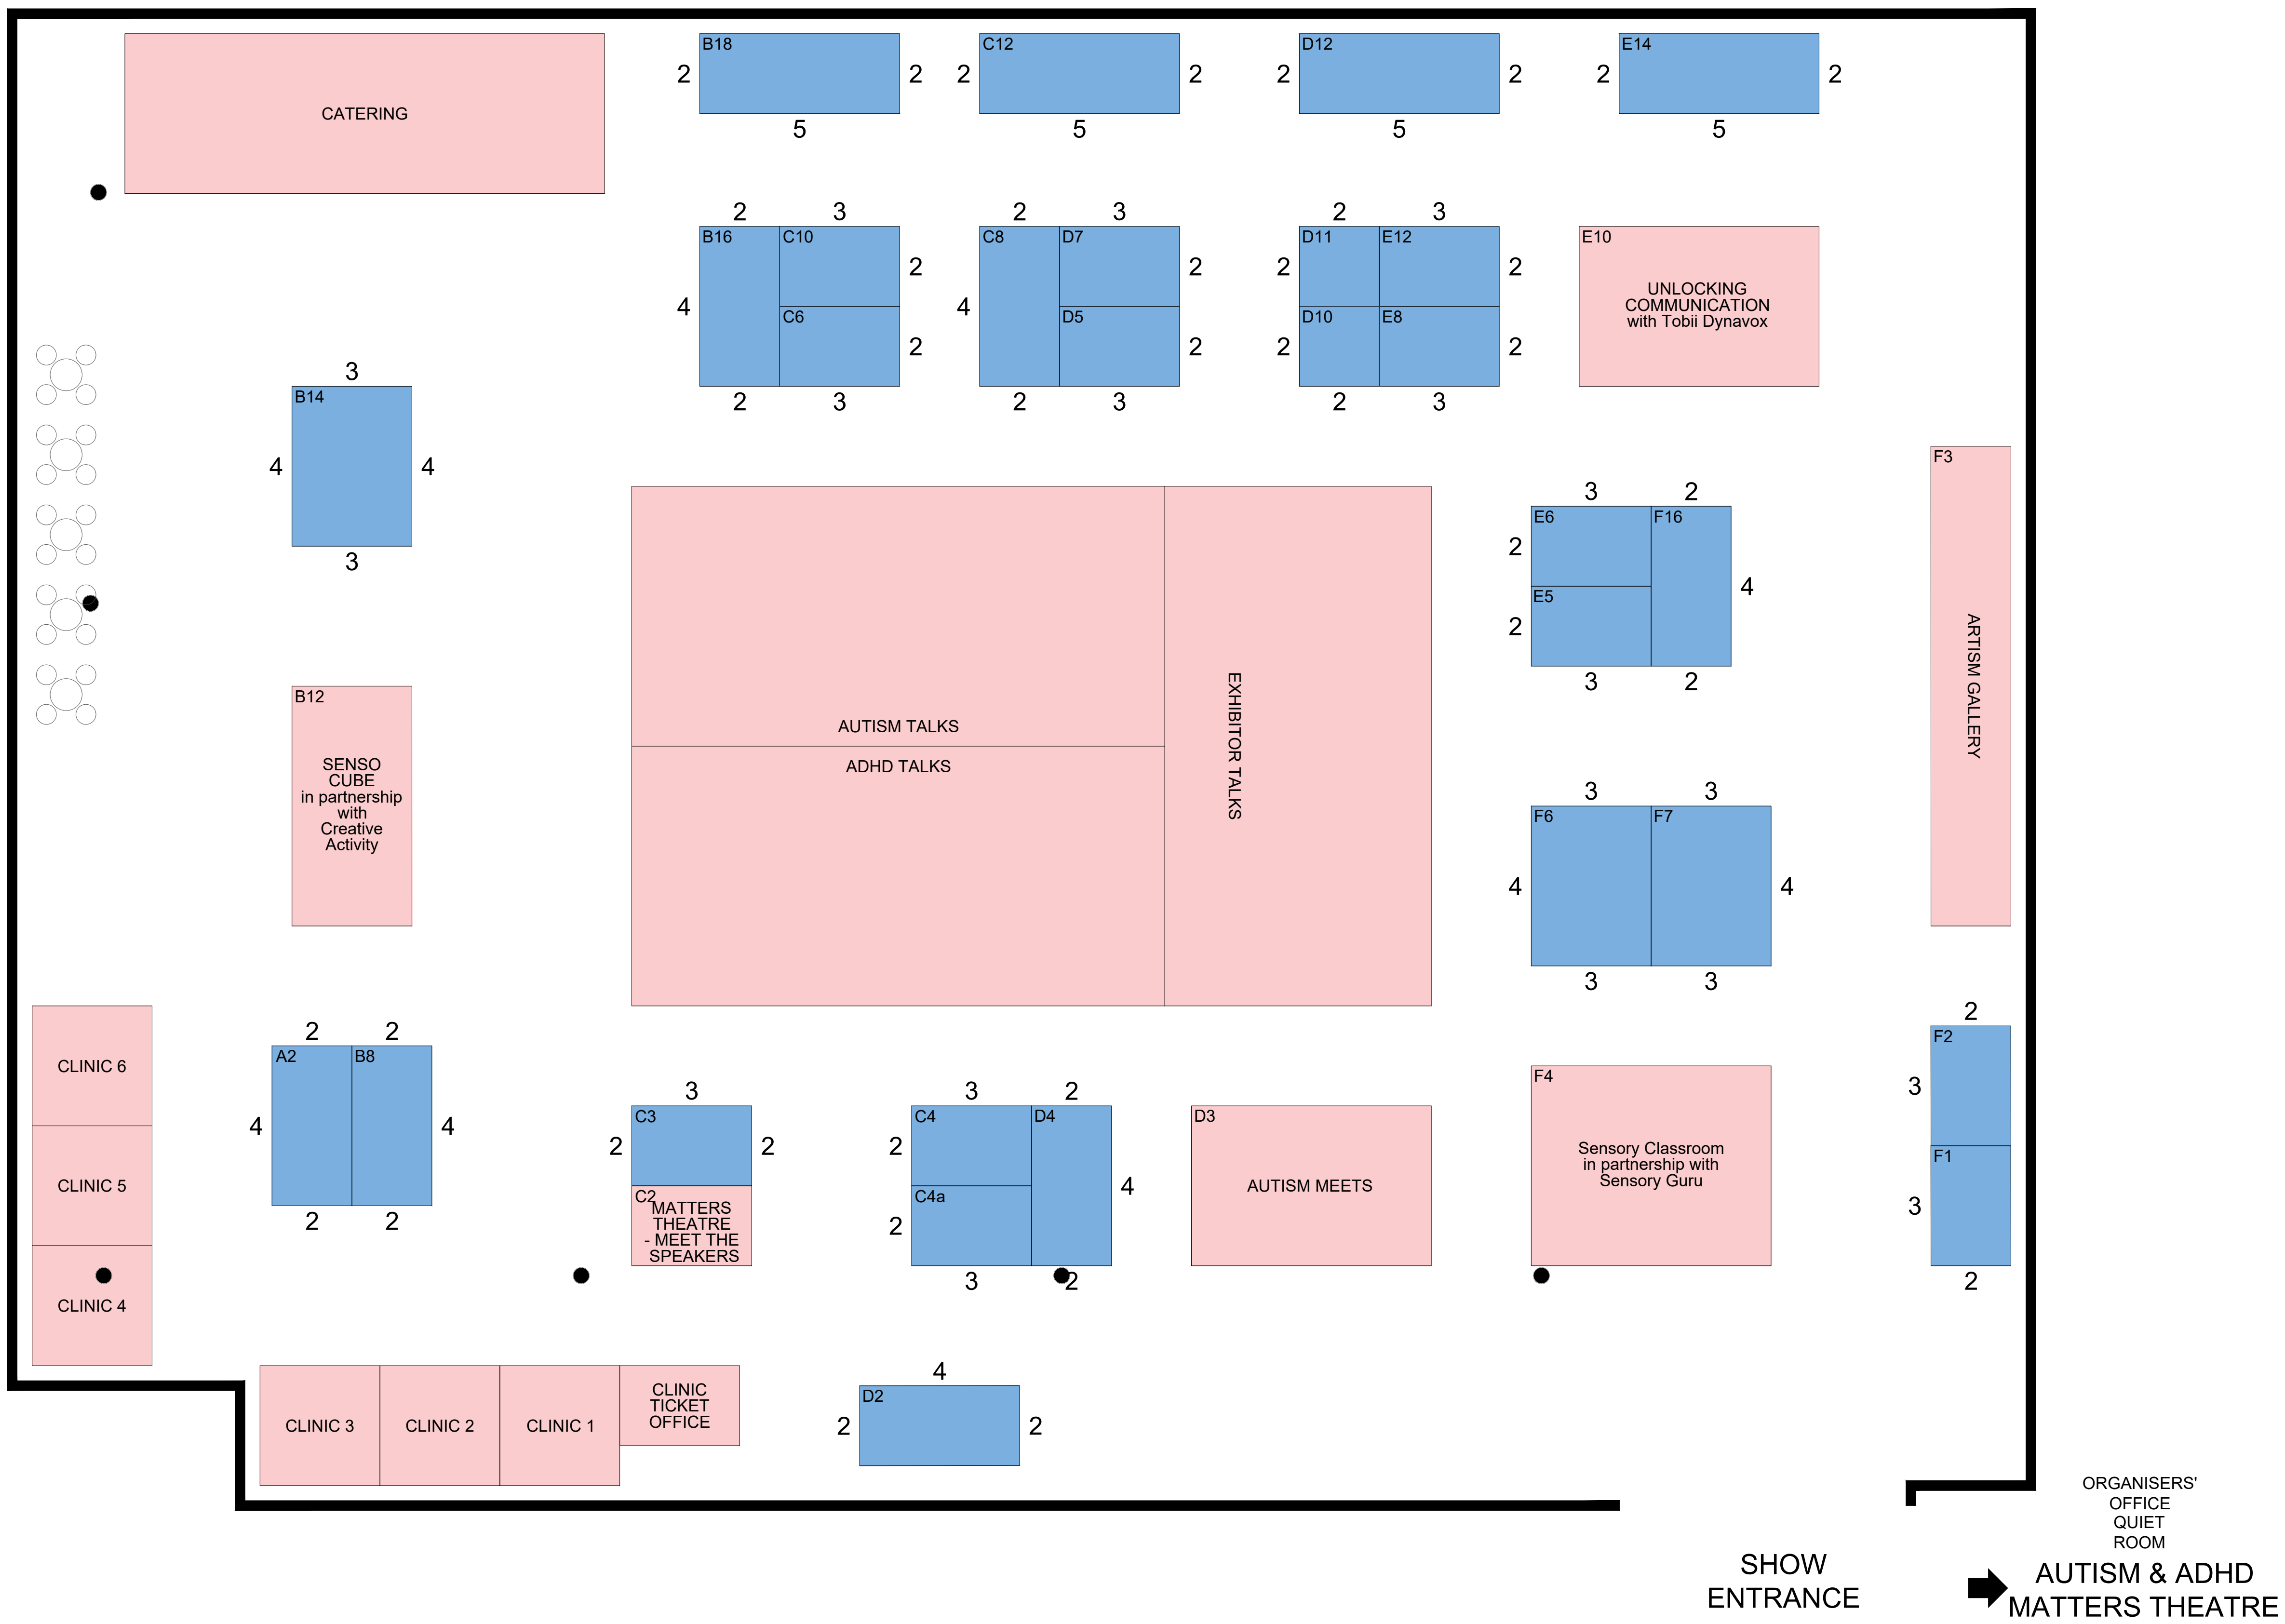 B18
C12
D12
E14
2
2
2
2
2
2
2
2
CATERING
5
5
5
5
2
3
2
3
2
3
B16
C10
C8
D7
D11
E12
E10
2
2
2
2
UNLOCKING
COMMUNICATION
with Tobii Dynavox
4
4
C6
D5
D10
E8
2
2
2
2
2
3
2
3
2
3
3
B14
4
4
3
F3
ARTISM GALLERY
3
2
E6
F16
2
4
E5
2
3
2
B12
SENSO
CUBE
in partnership
with
Creative
Activity
AUTISM TALKS
ADHD TALKS
EXHIBITOR TALKS
3
3
F6
F7
4
4
3
3
CLINIC 6
CLINIC 5
CLINIC 4
2
2
A2
B8
4
4
2
2
3
C3
2
2
C2
MATTERS
THEATRE
- MEET THE
SPEAKERS
3
2
C4
D4
2
4
C4a
2
3
2
D3
AUTISM MEETS
F4
Sensory Classroom
in partnership with
Sensory Guru
2
F2
3
F1
3
2
CLINIC 3
CLINIC 2
CLINIC 1
CLINIC
TICKET
OFFICE
4
D2
2
2
ORGANISERS'
OFFICE
QUIET
ROOM
SHOW
ENTRANCE
AUTISM & ADHD
MATTERS THEATRE